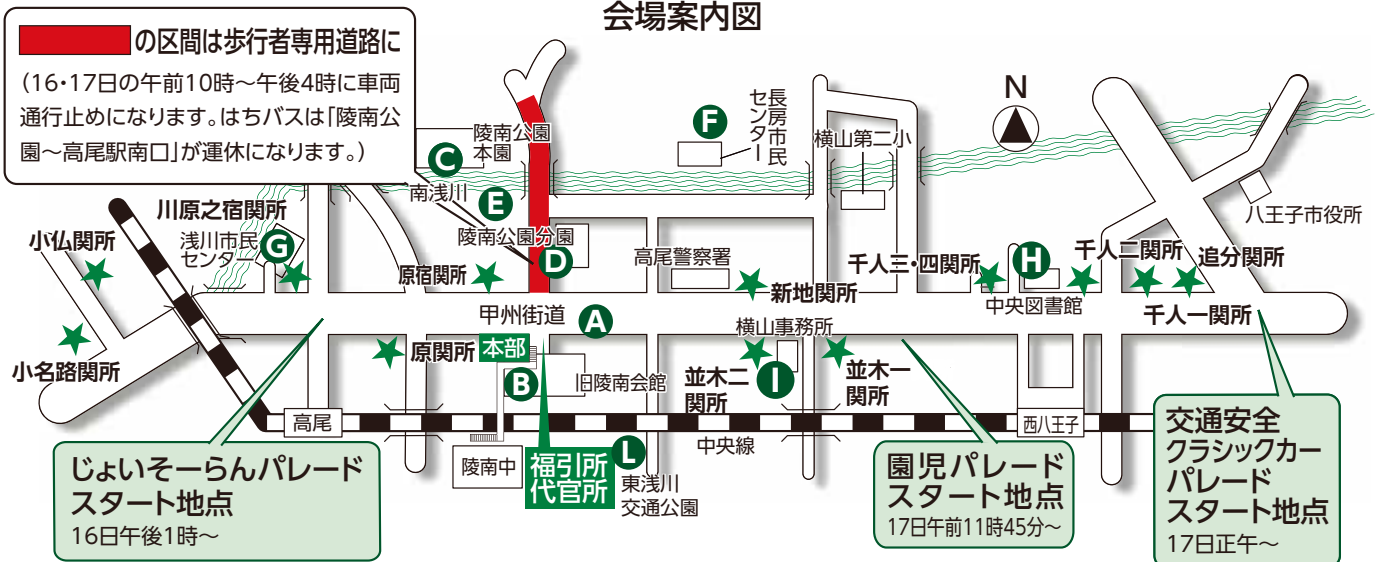 会場案内図
の区間は歩行者専用道路に
(16・17日の午前10時～午後4時に車両
通行止めになります。はちバスは「陵南公
園～高尾駅南口」が運休になります。)
N
F
長房市民
センター
横山第二小
陵南公園
本園
C
南浅川
E
陵南公園分園
D
八王子市役所
川原之宿関所
浅川市民
センター
G
小仏関所
原宿関所
高尾警察署
新地関所
千人三・四関所
H
中央図書館
千人二関所
追分関所
千人一関所
甲州街道
A
横山事務所
小名路関所
原関所
本部
B
旧陵南会館
並木二
関所
I
並木一
関所
高尾
中央線
西八王子
陵南中
福引所
代官所
L
東浅川
交通公園
じょいそーらんパレード
スタート地点
16日午後1時～
園児パレード
スタート地点
17日午前11時45分～
交通安全
クラシックカー
パレード
スタート地点
17日正午～